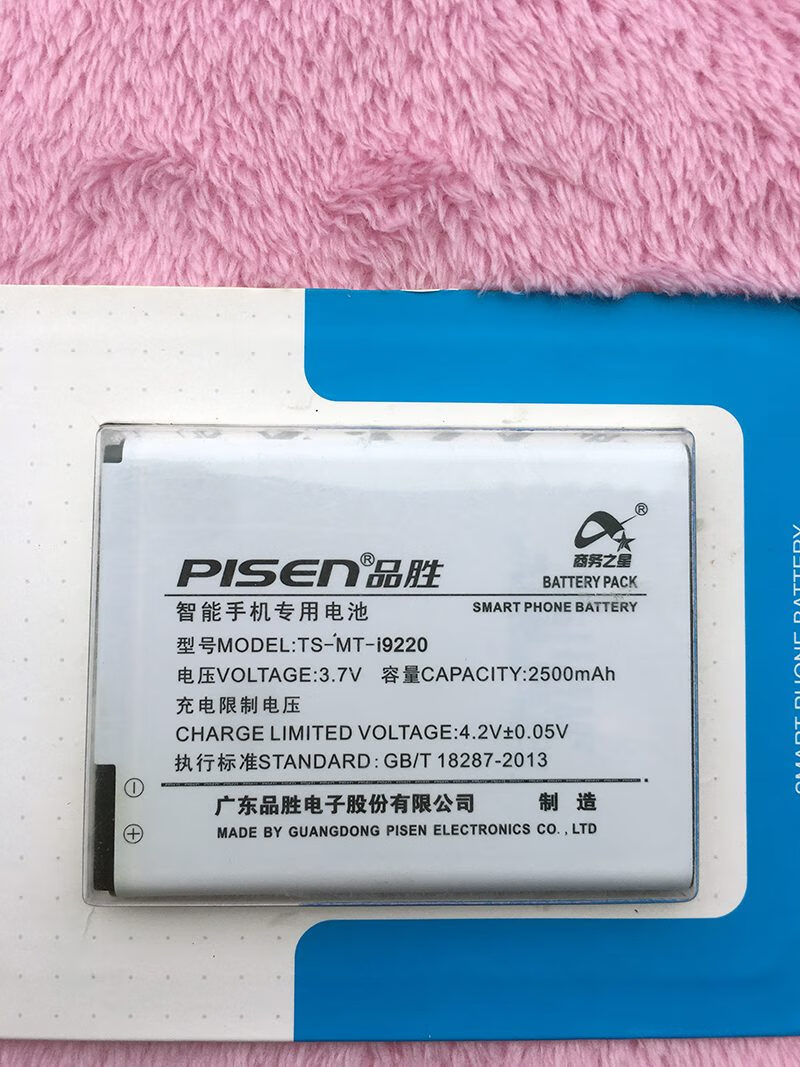 PISEN®品胜
®
商务之星
BATTERY PACK
智能手机专用电池
SMART PHONE BATTERY
型号MODEL:TS-MT-i9220
电压VOLTAGE:3.7V 容量CAPACITY:2500mAh
充电限制电压
CHARGE LIMITED VOLTAGE:4.2V±0.05V
执行标准STANDARD: GB/T 18287-2013
⊖
广东品胜电子股份有限公司 制造
⊕
MADE BY GUANGDONG PISEN ELECTRONICS CO., LTD
SMART PHONE BATTERY